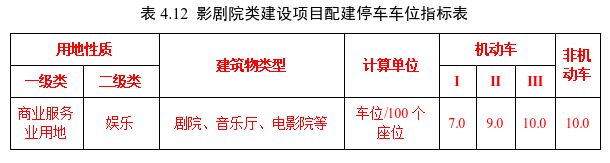 表 4.12 影剧院类建设项目配建停车车位指标表
用地性质 建筑物类型 计算单位 机动车 非机动车
一级类 二级类 I II III
商业服务业用地 娱乐 剧院、音乐厅、电影院等 车位/100 个座位 7.0 9.0 10.0 10.0